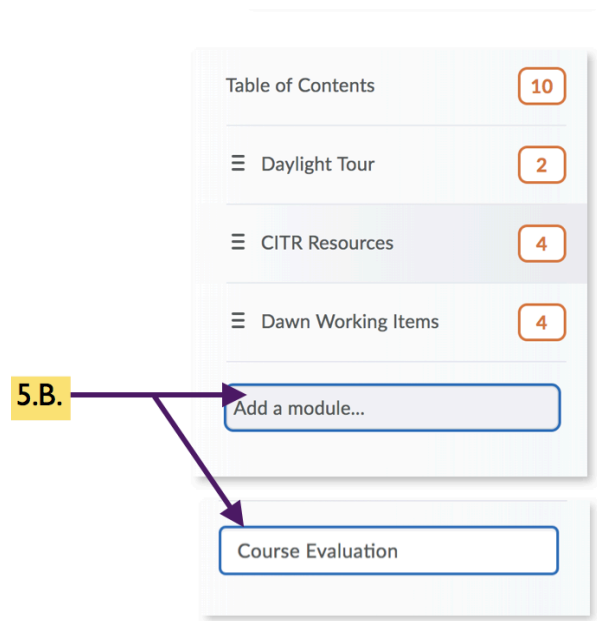 Table of Contents 10
Daylight Tour 2
CITR Resources 4
Dawn Working Items 4
5.B.
Add a module...
Course Evaluation